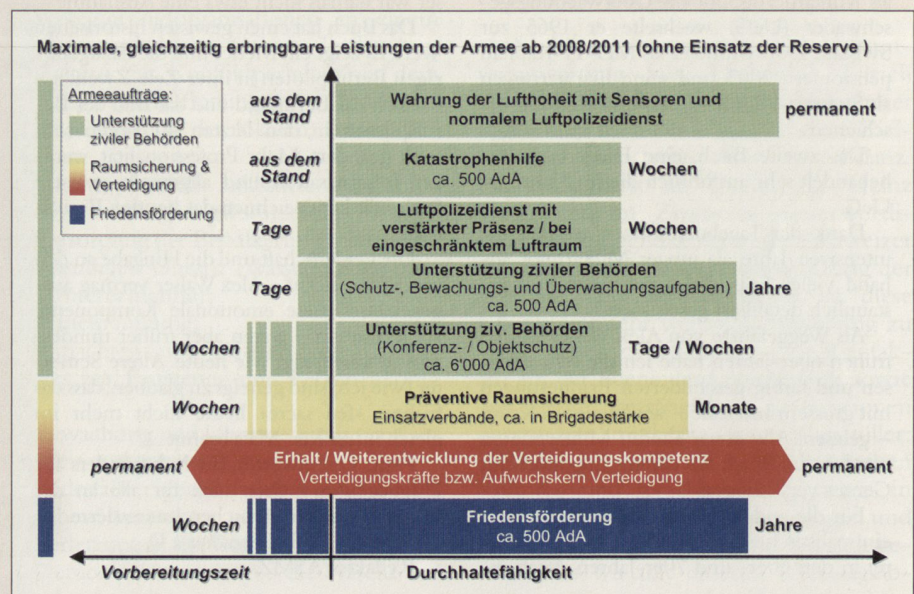 Maximale, gleichzeitig erbringbare Leistungen der Armee ab 2008/2011 (ohne Einsatz der Reserve )
Armeeaufträge:
Unterstützung
ziviler Behörden
Raumsicherung &
Verteidigung
Friedensförderung
aus dem
Stand
Wahrung der Lufthoheit mit Sensoren und
normalem Luftpolizeidienst
permanent
aus dem
Stand
Katastrophenhilfe
ca. 500 AdA
Wochen
Tage
Luftpolizeidienst mit
verstärkter Präsenz / bei
eingeschränktem Luftraum
Wochen
Tage
Unterstützung ziviler Behörden
(Schutz-, Bewachungs- und Überwachungsaufgaben)
ca. 500 AdA
Jahre
Wochen
Unterstützung ziv. Behörden
(Konferenz- / Objektschutz)
ca. 6'000 AdA
Tage / Wochen
Wochen
Präventive Raumsicherung
Einsatzverbände, ca. in Brigadestärke
Monate
permanent
Erhalt / Weiterentwicklung der Verteidigungskompetenz
Verteidigungskräfte bzw. Aufwuchskern Verteidigung
permanent
Wochen
Friedensförderung
ca. 500 AdA
Jahre
Vorbereitungszeit
Durchhaltefähigkeit